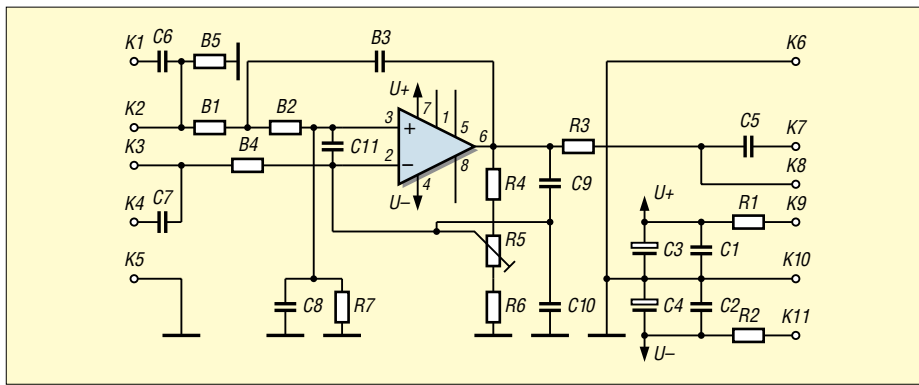 K1 C6 B5 B3 K6
U+ 7 1
K2 B1 B2 3 + 5 6 R3 C5 K7
K3 B4 C11 2 − 8 K8
4 U− R4 C9
K4 C7 U+ R1 K9
K5 R5 C3 C1 K10
C8 R7 R6 C10 C4 C2 R2 K11
U−